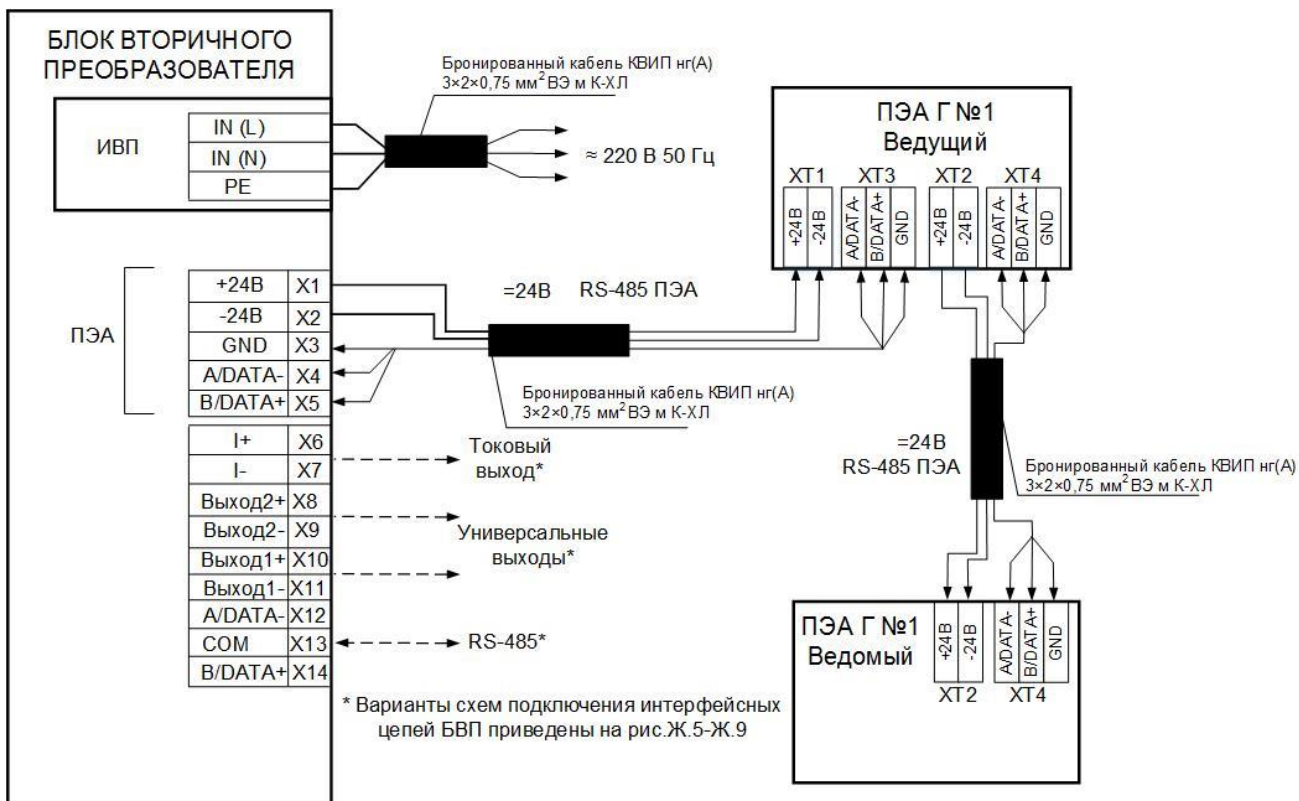 БЛОК ВТОРИЧНОГО
ПРЕОБРАЗОВАТЕЛЯ
ИВП
IN (L)
IN (N)
PE
Бронированный кабель КВИП нг(А)
3×2×0,75 мм² ВЭ м К-ХЛ
≈ 220 В 50 Гц
ПЭА
+24В X1
-24В X2
GND X3
A/DATA- X4
B/DATA+ X5
I+ X6
I- X7
Выход2+ X8
Выход2- X9
Выход1+ X10
Выход1- X11
A/DATA- X12
COM X13
B/DATA+ X14
=24В RS-485 ПЭА
Бронированный кабель КВИП нг(А)
3×2×0,75 мм² ВЭ м К-ХЛ
Токовый
выход*
Универсальные
выходы*
RS-485*
* Варианты схем подключения интерфейсных
цепей БВП приведены на рис.Ж.5-Ж.9
ПЭА Г №1
Ведущий
XT1 XT3 XT2 XT4
+24В
-24В
A/DATA-
B/DATA+
GND
+24В
-24В
A/DATA-
B/DATA+
GND
=24В
RS-485 ПЭА
Бронированный кабель КВИП нг(А)
3×2×0,75 мм² ВЭ м К-ХЛ
ПЭА Г №1
Ведомый
+24В
-24В
A/DATA-
B/DATA+
GND
XT2 XT4